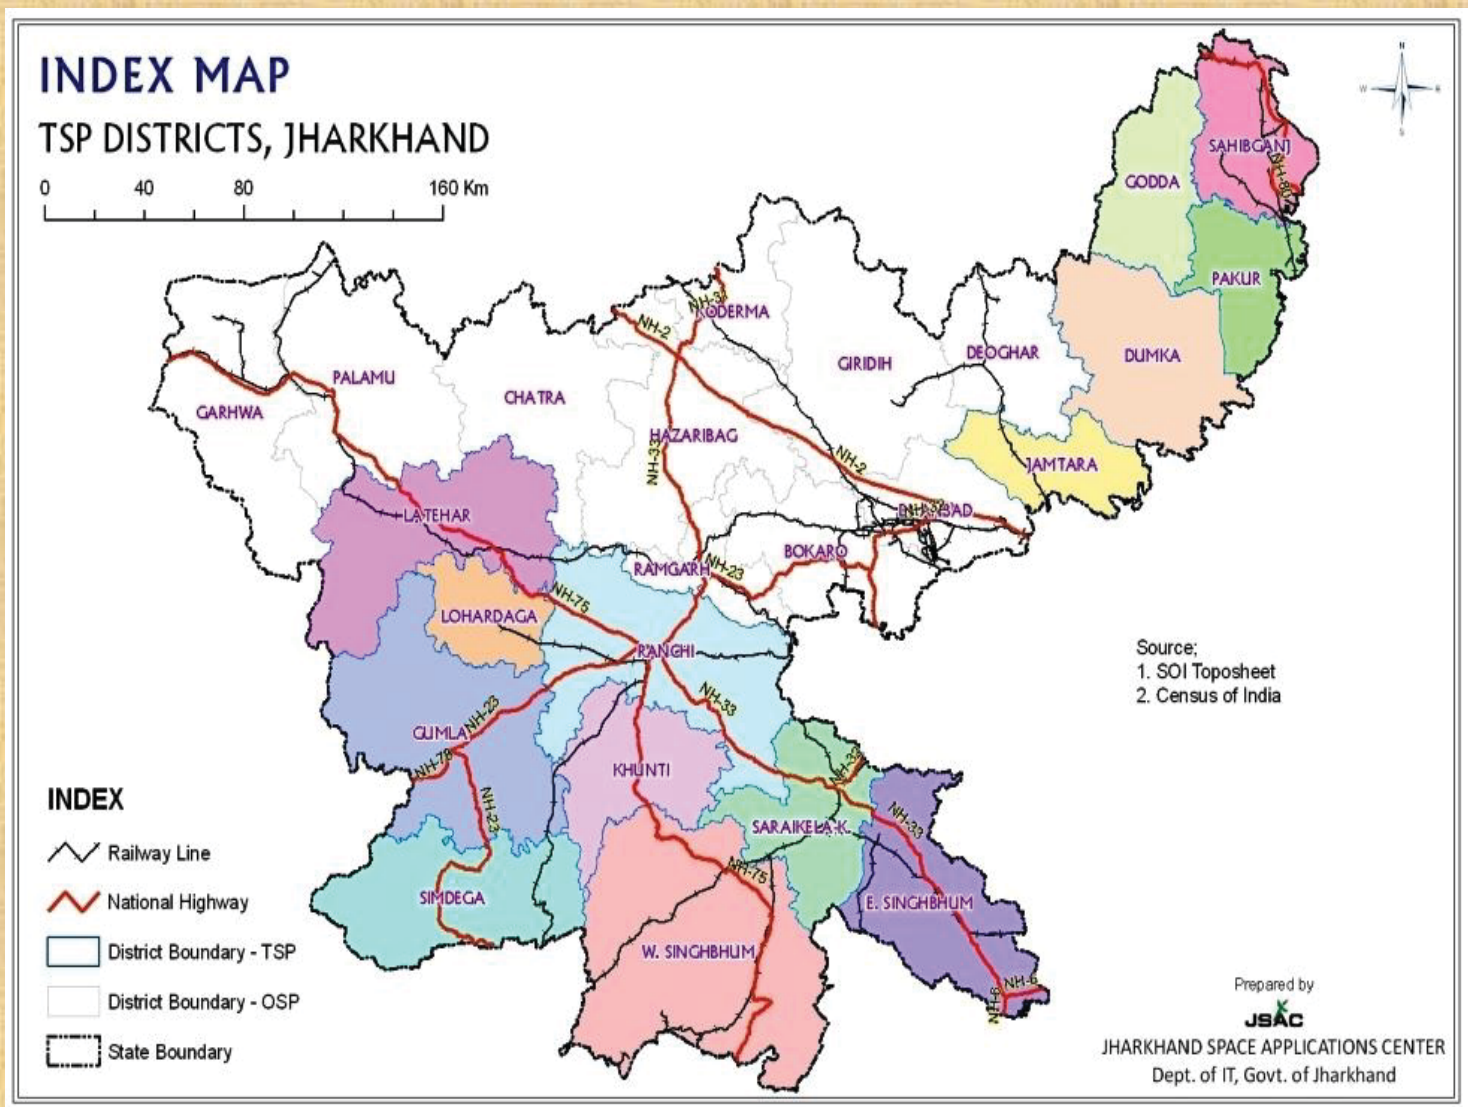 INDEX MAP
TSP DISTRICTS, JHARKHAND
0 40 80 160 Km
N
W E
S
SAHIBGANJ
NH-80
GODDA
PAKUR
DUMKA
NH-31
KODERMA
NH-2
GIRIDIH
DEOGHAR
PALAMU
CHATRA
GARHWA
HAZARIBAG
NH-33
NH-2
JAMTARA
LATEHAR
BOKARO
RAMGARH
NH-23
NH-75
LOHARDAGA
RANCHI
Source;
1. SOI Toposheet
2. Census of India
NH-33
NH-23
GUMLA
NH-78
KHUNTI
NH-33
NH-23
SARAIKELA-K.
NH-33
NH-75
SIMDEGA
E. SINGHBHUM
W. SINGHBHUM
NH-6
NH-6
INDEX
Railway Line
National Highway
District Boundary - TSP
District Boundary - OSP
State Boundary
Prepared by
JSAC
JHARKHAND SPACE APPLICATIONS CENTER
Dept. of IT, Govt. of Jharkhand